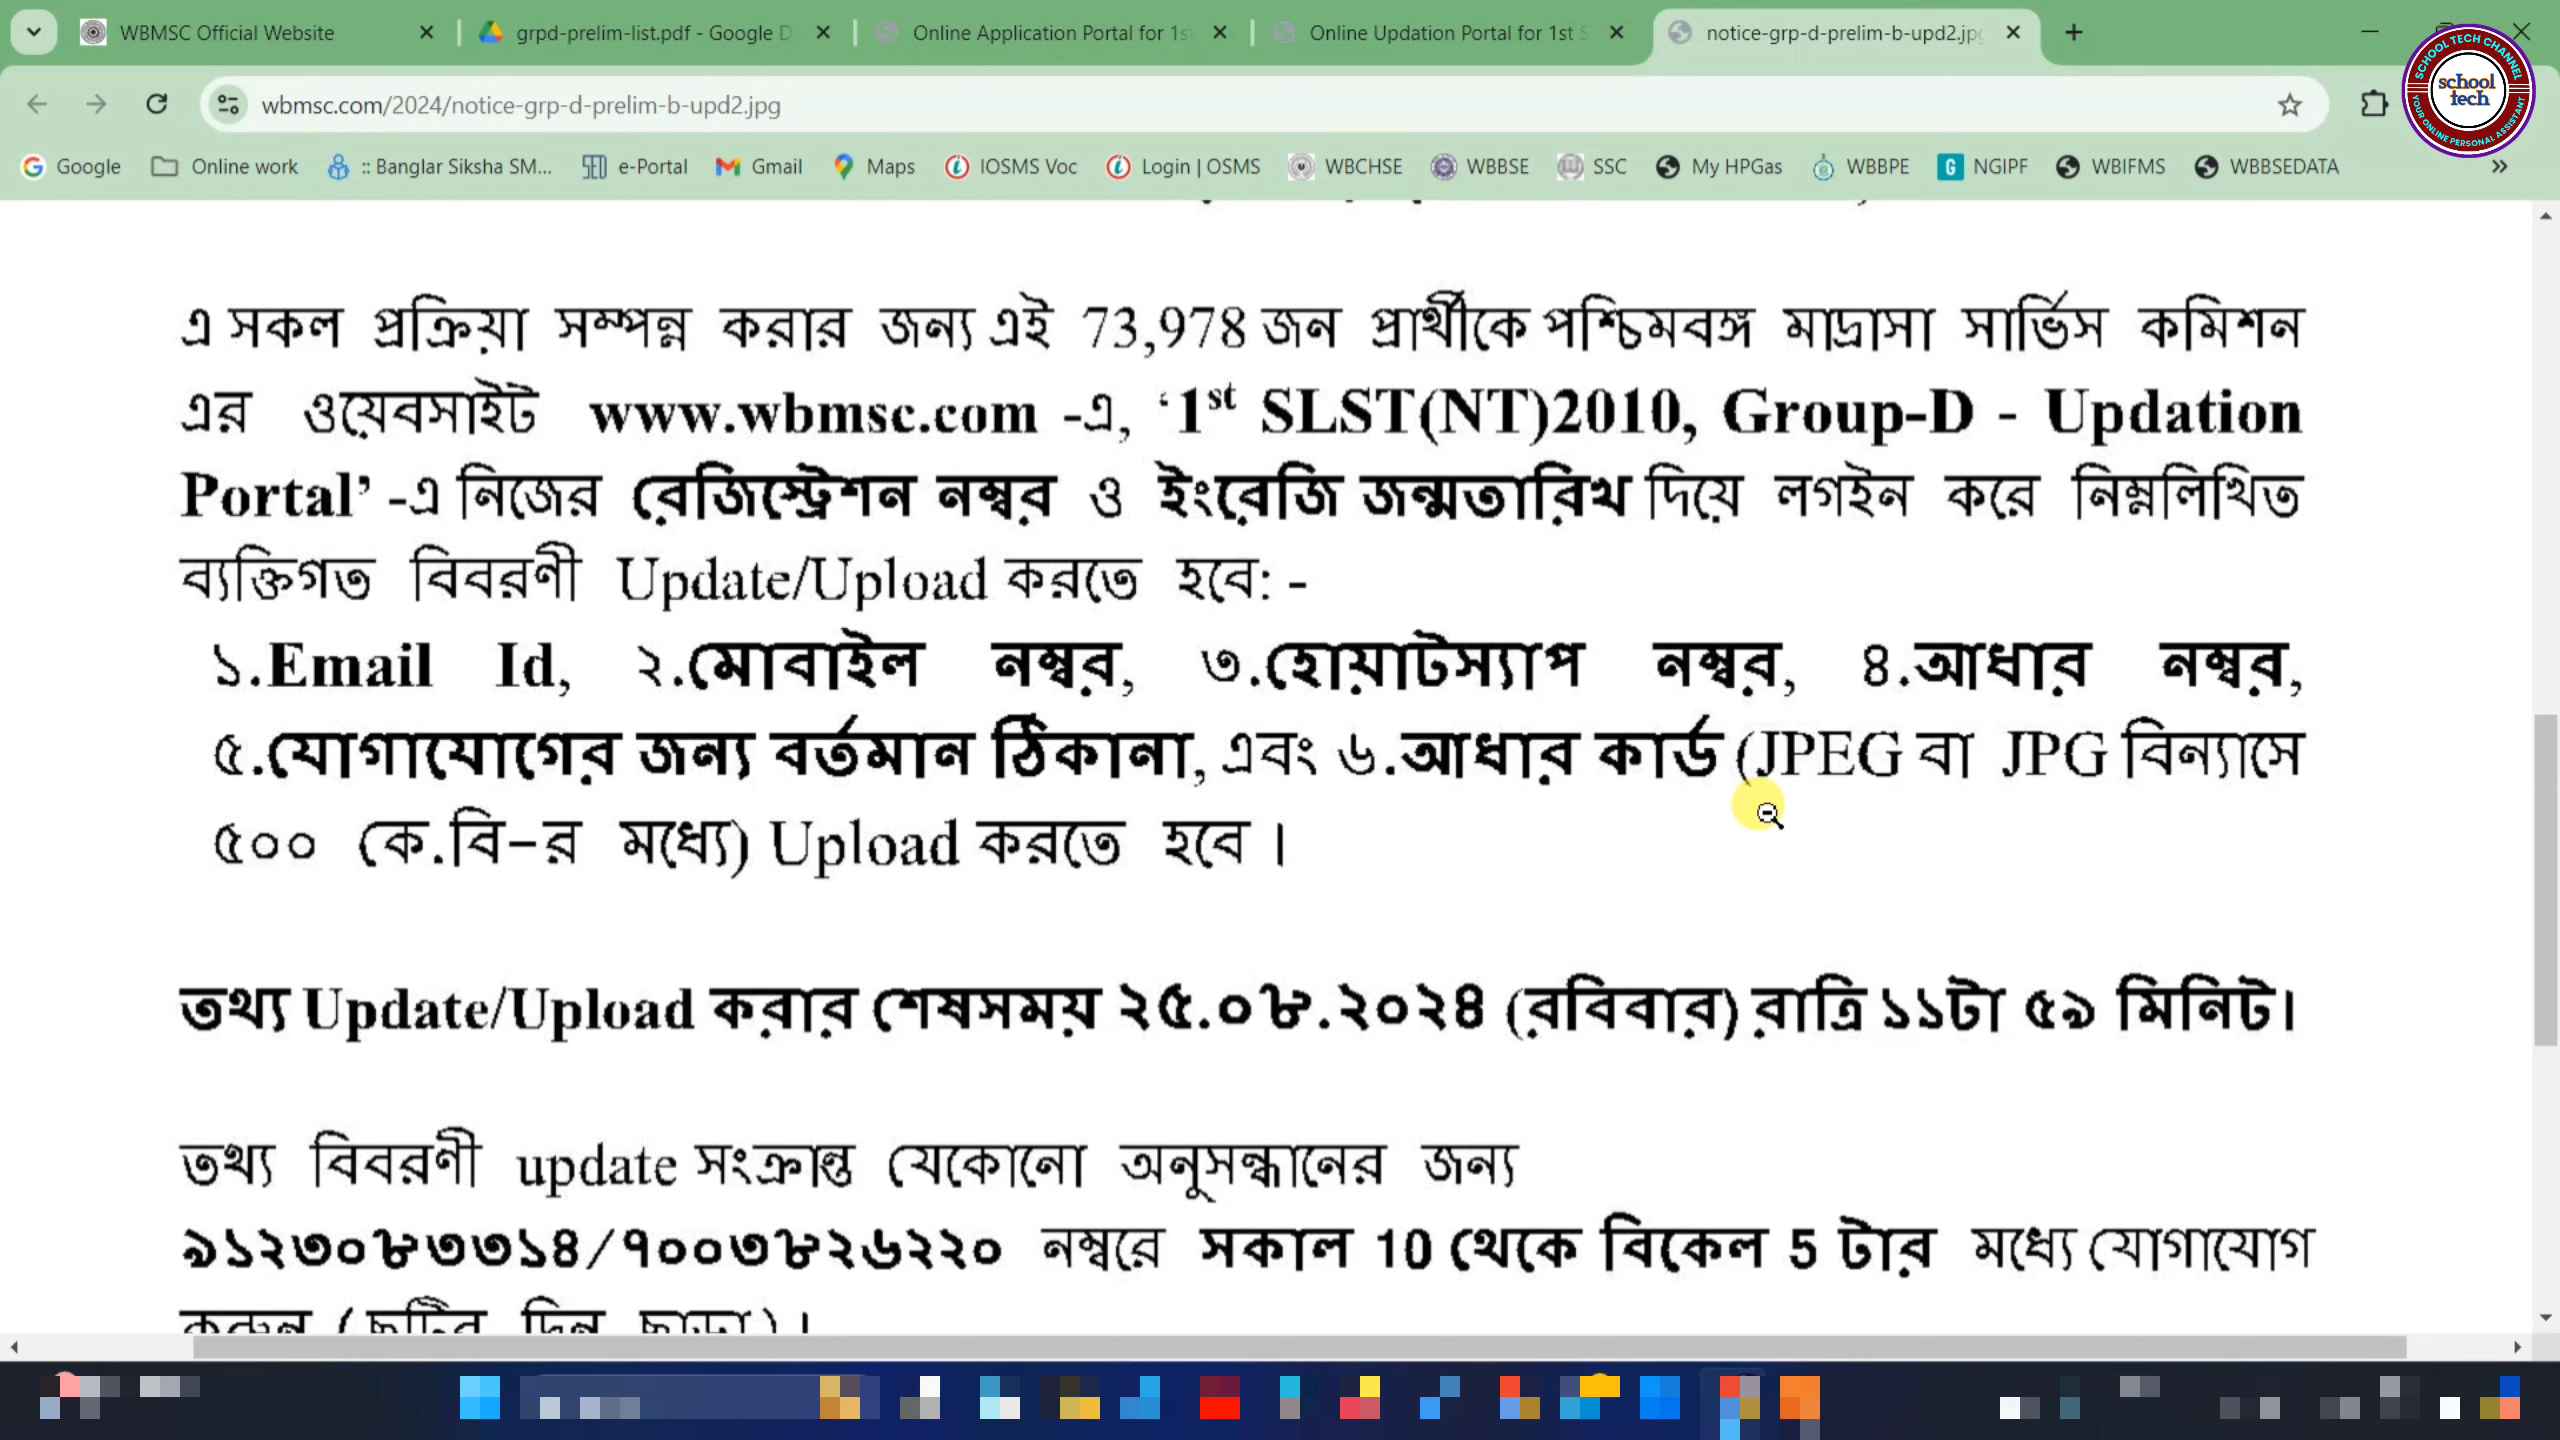 WBMSC Official Website
grpd-prelim-list.pdf - Google D
Online Application Portal for 1s
Online Updation Portal for 1st S
notice-grp-d-prelim-b-upd2.jpg
wbmsc.com/2024/notice-grp-d-prelim-b-upd2.jpg
SCHOOL TECH CHANNEL
school
tech
YOUR ONLINE PERSONAL ASSISTANT
Google
Online work
:: Banglar Siksha SM...
e-Portal
Gmail
Maps
IOSMS Voc
Login | OSMS
WBCHSE
WBBSE
SSC
My HPGas
WBBPE
NGIPF
WBIFMS
WBBSEDATA
এ সকল প্রক্রিয়া সম্পন্ন করার জন্য এই 73,978 জন প্রার্থীকে পশ্চিমবঙ্গ মাদ্রাসা সার্ভিস কমিশন
এর ওয়েবসাইট www.wbmsc.com -এ, ‘1st SLST(NT)2010, Group-D - Updation
Portal’ -এ নিজের রেজিস্ট্রেশন নম্বর ও ইংরেজি জন্মতারিখ দিয়ে লগইন করে নিম্নলিখিত
ব্যক্তিগত বিবরণী Update/Upload করতে হবে: -
১.Email Id, ২.মোবাইল নম্বর, ৩.হোয়াটস্যাপ নম্বর, ৪.আধার নম্বর,
৫.যোগাযোগের জন্য বর্তমান ঠিকানা, এবং ৬.আধার কার্ড (JPEG বা JPG বিন্যাসে
৫০০ কে.বি–র মধ্যে) Upload করতে হবে ।
তথ্য Update/Upload করার শেষসময় ২৫.০৮.২০২৪ (রবিবার) রাত্রি ১১টা ৫৯ মিনিট।
তথ্য বিবরণী update সংক্রান্ত যেকোনো অনুসন্ধানের জন্য
৯১২৩০৮৩৩১৪/৭০০৩৮২৬২২০ নম্বরে সকাল 10 থেকে বিকেল 5 টার মধ্যে যোগাযোগ
করুন (ছুটির দিন ছাড়া) ।